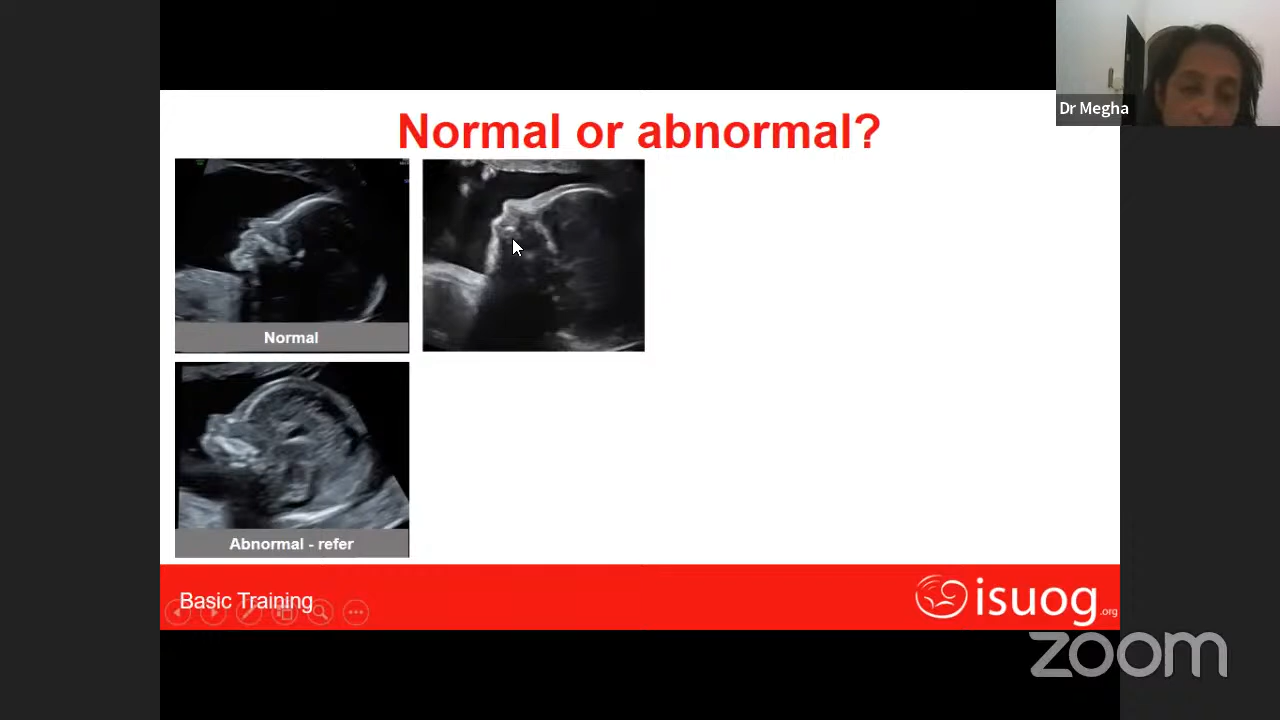 Dr Megha
Normal or abnormal?
Normal
Abnormal - refer
Basic Training
isuog.org
zoom